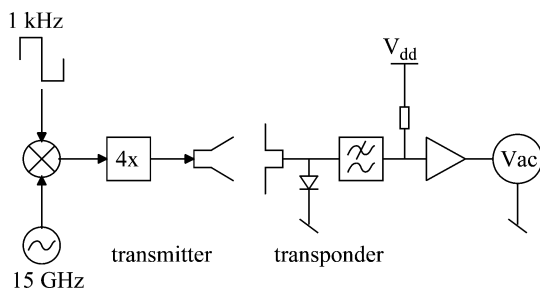 1 kHz
V_dd
4x
Vac
transmitter
transponder
15 GHz